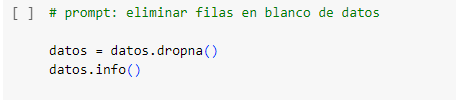 [ ] # prompt: eliminar filas en blanco de datos
datos = datos.dropna()
datos.info()